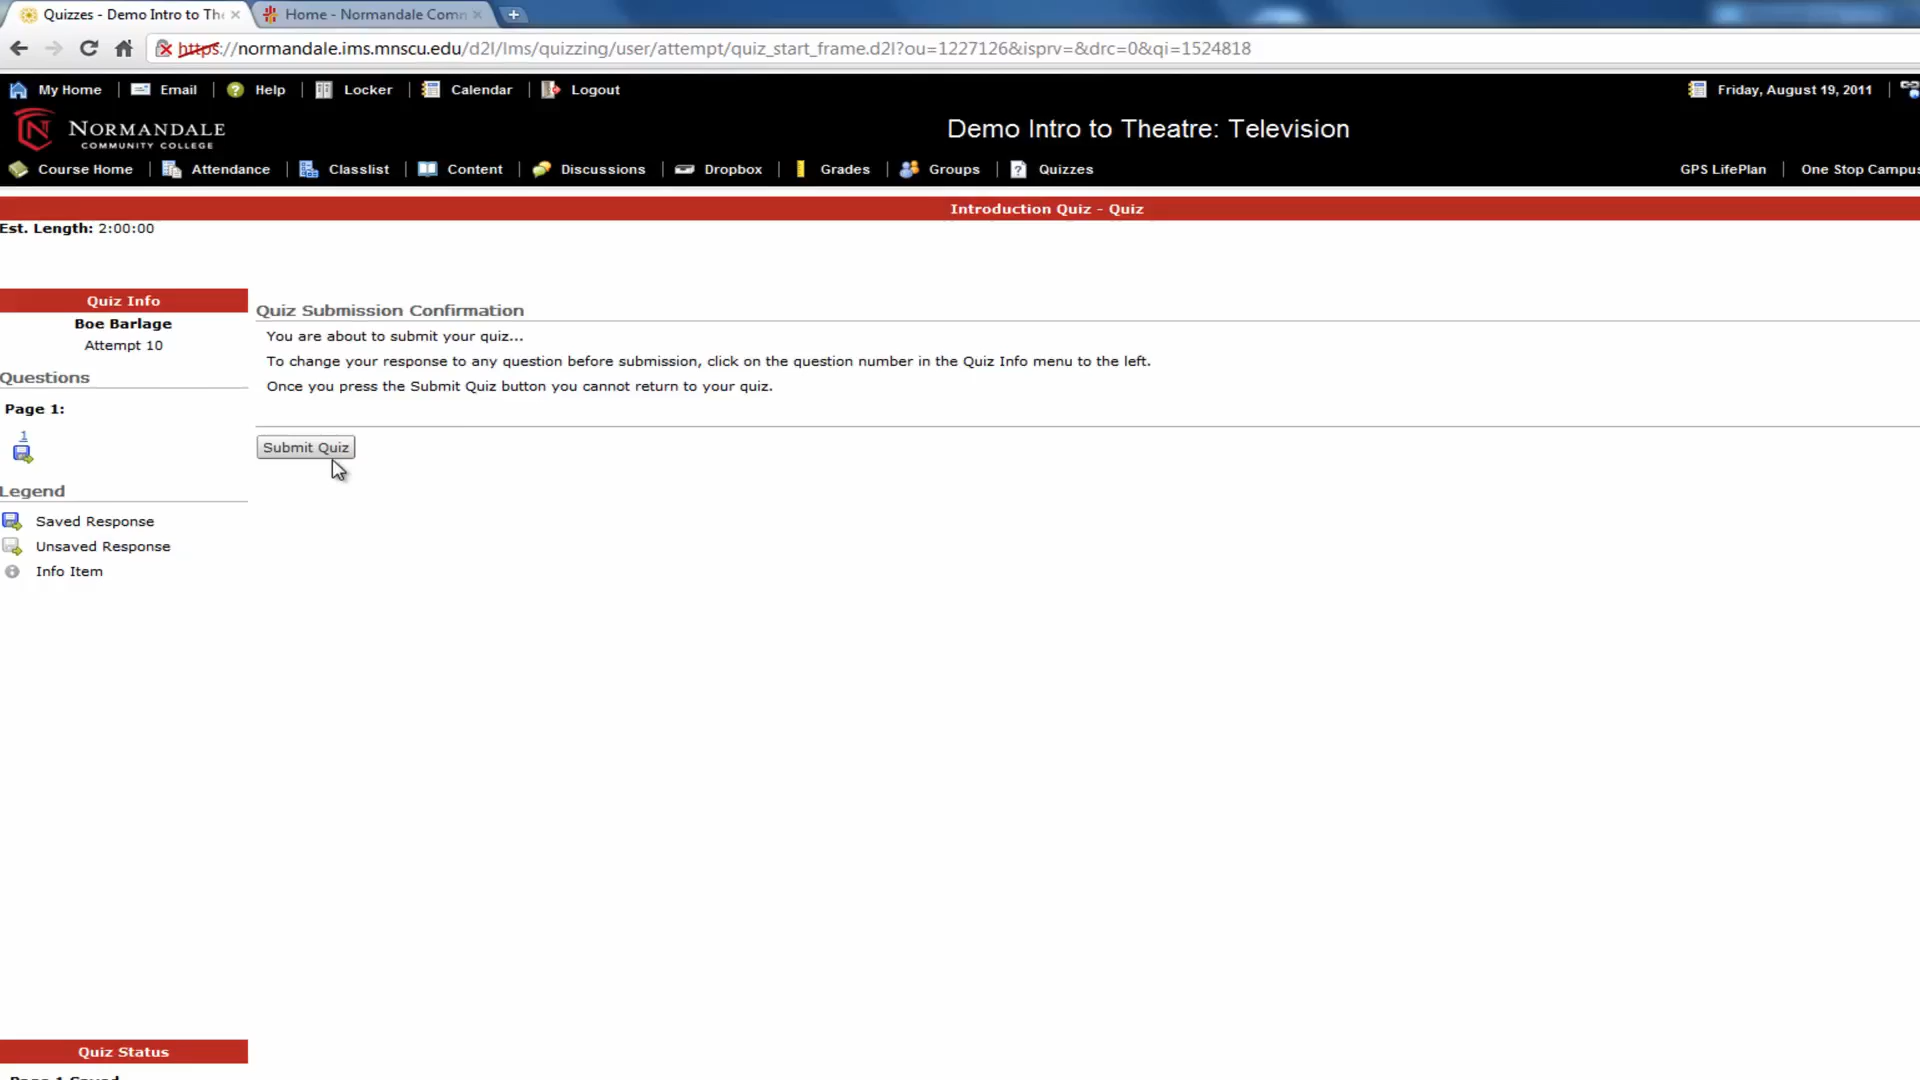 Quizzes - Demo Intro to Th
Home - Normandale Comm
https://normandale.ims.mnscu.edu/d2l/lms/quizzing/user/attempt/quiz_start_frame.d2l?ou=1227126&isprv=&drc=0&qi=1524818
My Home Email Help Locker Calendar Logout Friday, August 19, 2011
NORMANDALE
COMMUNITY COLLEGE
Demo Intro to Theatre: Television
Course Home Attendance Classlist Content Discussions Dropbox Grades Groups Quizzes GPS LifePlan One Stop Campus
Introduction Quiz - Quiz
Est. Length: 2:00:00
Quiz Info
Boe Barlage
Attempt 10
Questions
Page 1:
1
Legend
Saved Response
Unsaved Response
Info Item
Quiz Submission Confirmation
You are about to submit your quiz...
To change your response to any question before submission, click on the question number in the Quiz Info menu to the left.
Once you press the Submit Quiz button you cannot return to your quiz.
Submit Quiz
Quiz Status
Page 1 Saved